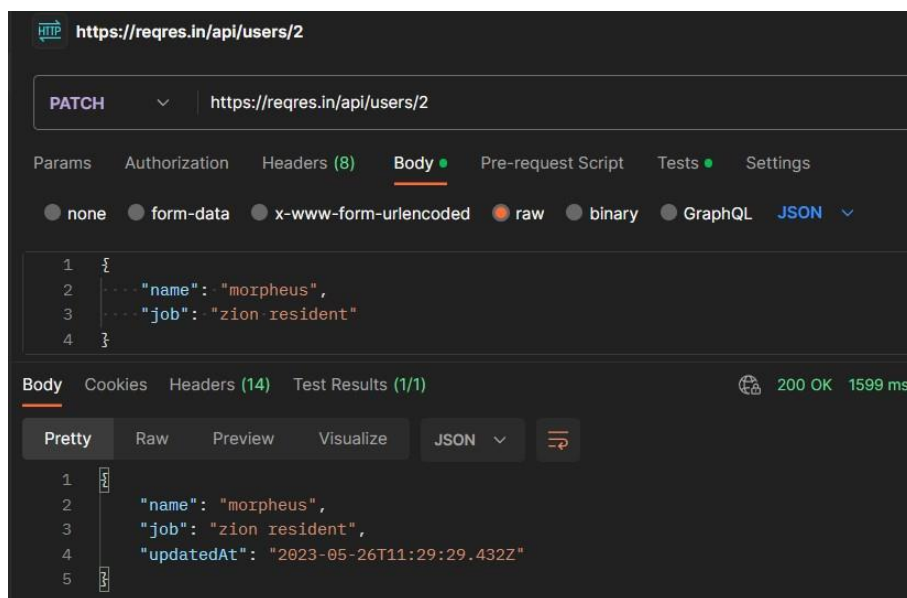 HTTP https://reqres.in/api/users/2
PATCH https://reqres.in/api/users/2
Params Authorization Headers (8) Body Pre-request Script Tests Settings
none form-data x-www-form-urlencoded raw binary GraphQL JSON
1 {
2 "name": "morpheus",
3 "job": "zion resident"
4 }
Body Cookies Headers (14) Test Results (1/1) 200 OK 1599 ms
Pretty Raw Preview Visualize JSON
1 {
2 "name": "morpheus",
3 "job": "zion resident",
4 "updatedAt": "2023-05-26T11:29:29.432Z"
5 }